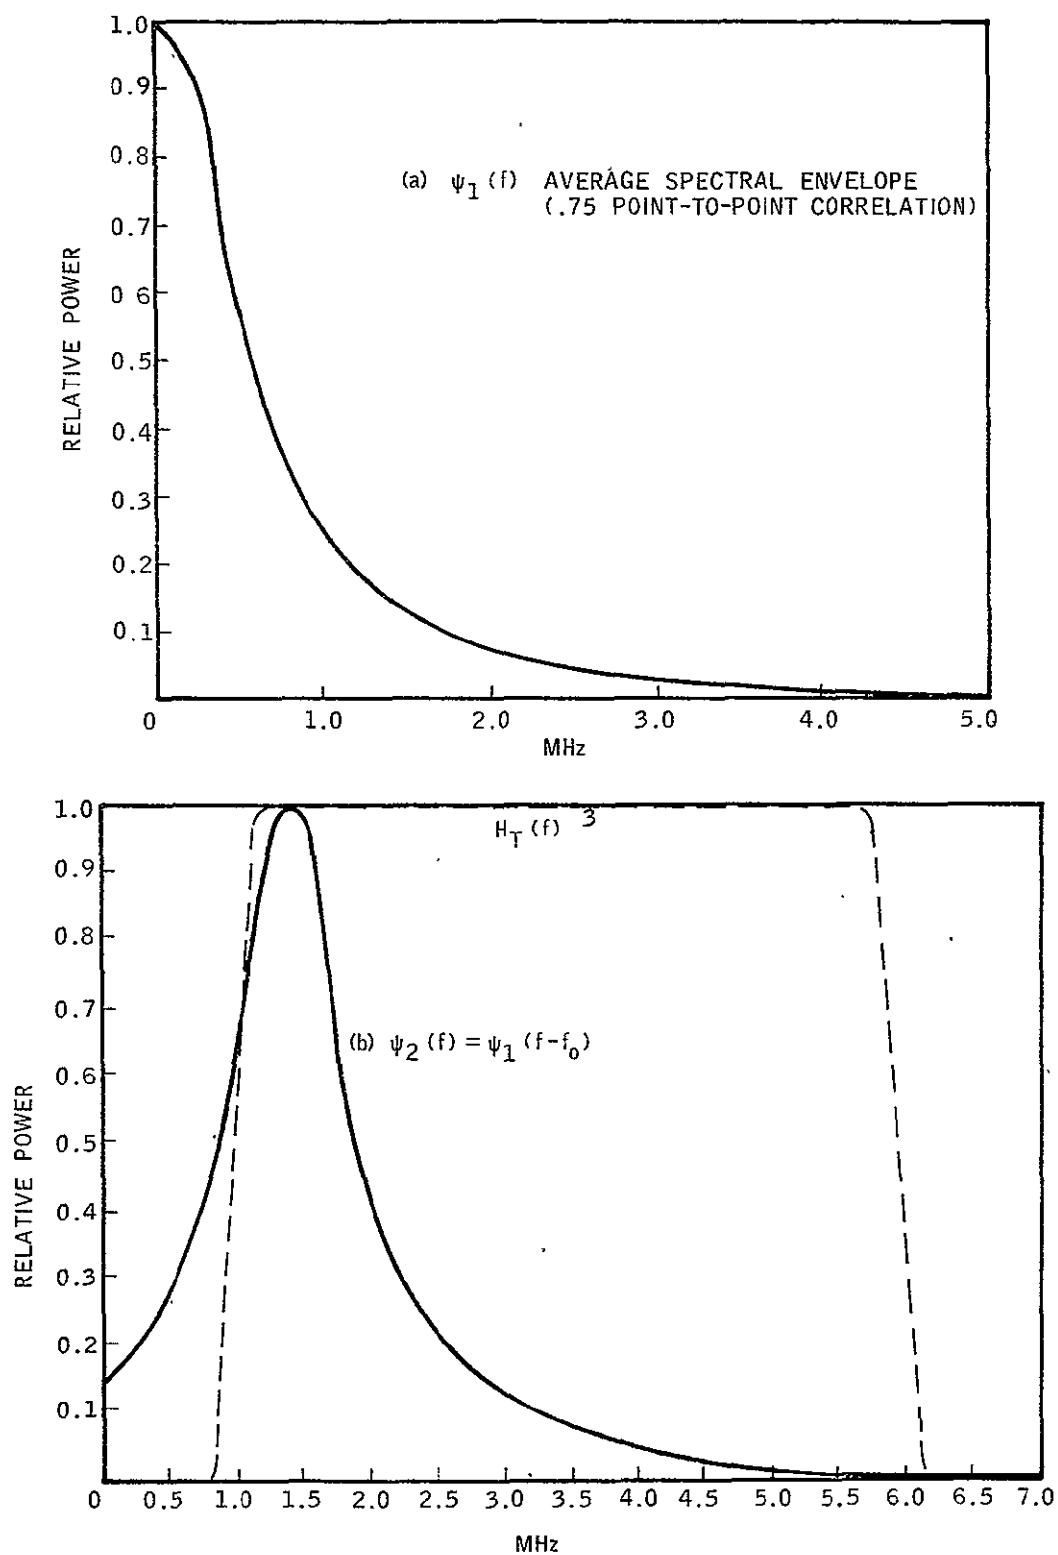 1.0
0.9
0.8
0.7
0 6
0.5
0.4
0.3
0.2
0.1
RELATIVE POWER
(a) ψ1 (f) AVERAGE SPECTRAL ENVELOPE
(.75 POINT-TO-POINT CORRELATION)
0 1.0 2.0 3.0 4.0 5.0
MHz
1.0
0.9
0.8
0.7
0.6
0.5
0.4
0.3
0.2
0.1
RELATIVE POWER
HT (f) 3
(b) ψ2 (f) = ψ1 (f-fo)
0 0.5 1.0 1.5 2.0 2.5 3.0 3.5 4.0 4.5 5.0 5.5 6.0 6.5 7.0
MHz